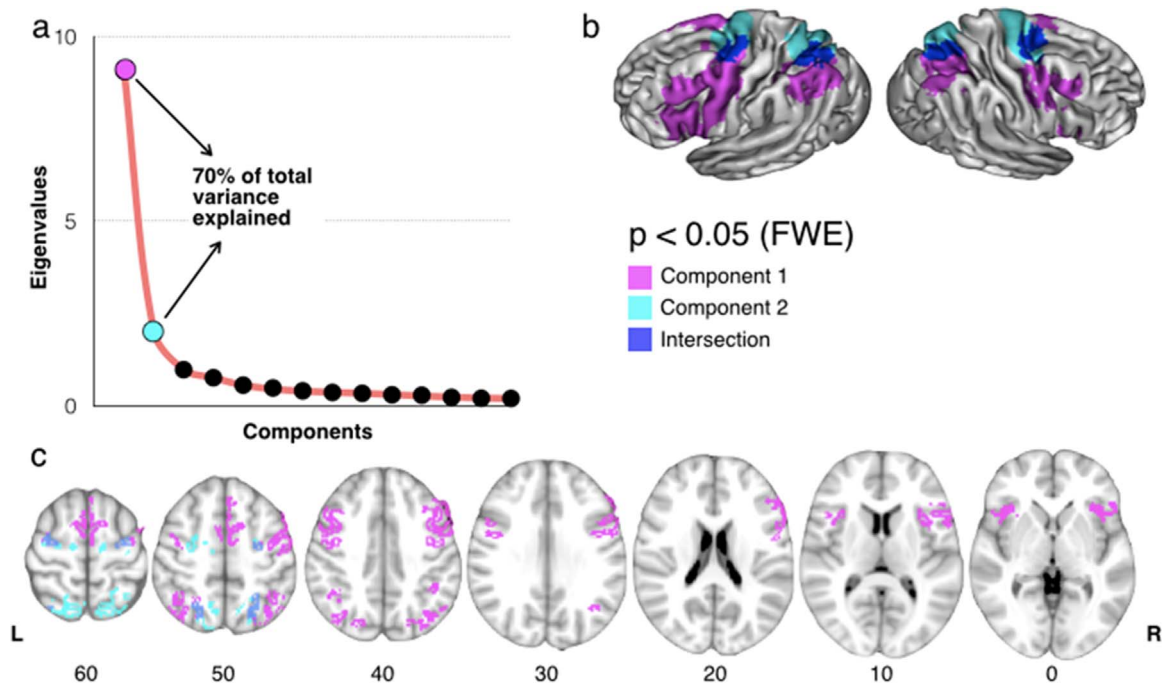 a
10
5
0
Eigenvalues
70% of total
variance
explained
Components
b
p < 0.05 (FWE)
Component 1
Component 2
Intersection
c
L
R
60
50
40
30
20
10
0